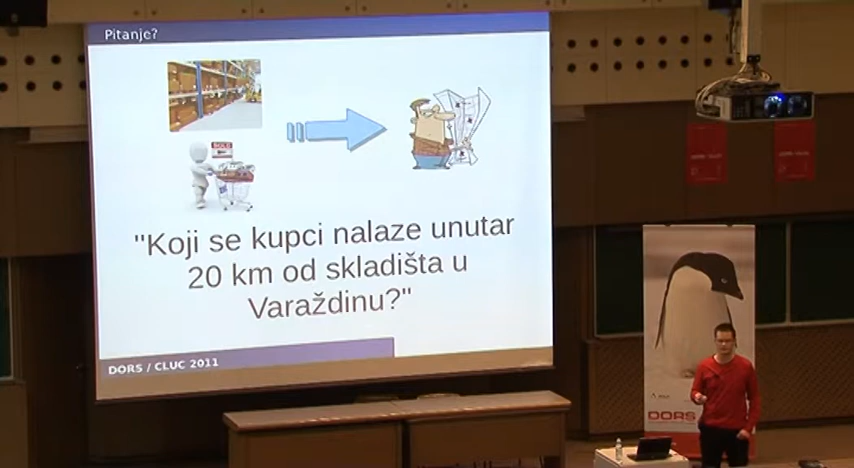 Pitanje?
SOLD
"Koji se kupci nalaze unutar
20 km od skladišta u
Varaždinu?"
DORS / CLUC 2011
DORS